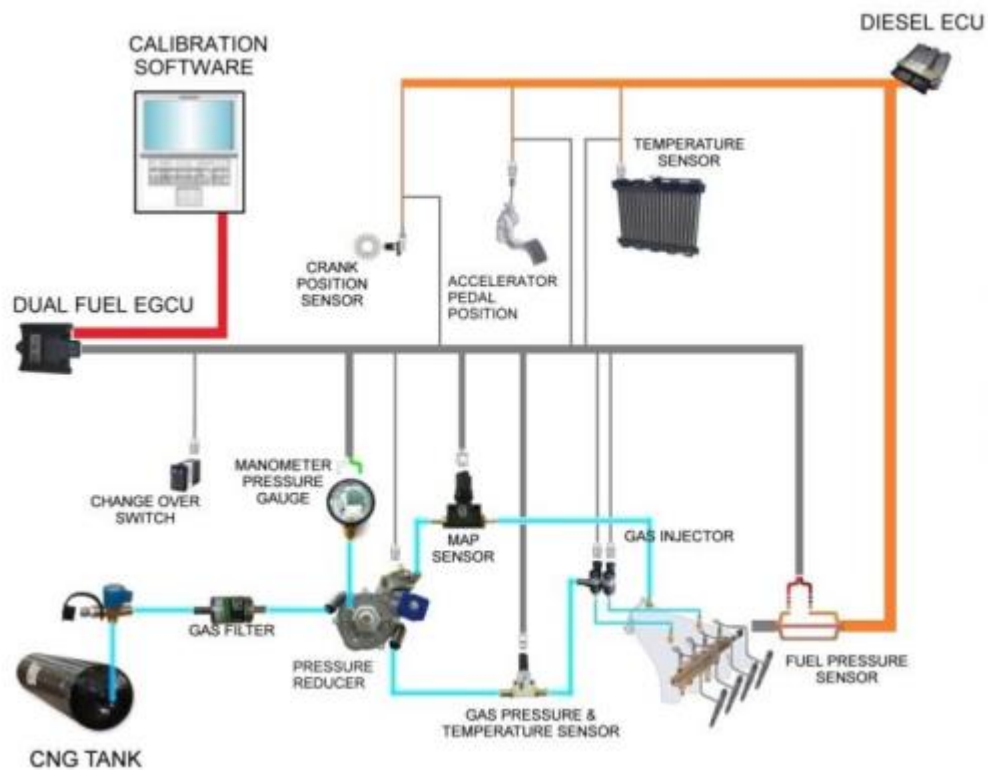 DIESEL ECU
CALIBRATION
SOFTWARE
TEMPERATURE
SENSOR
CRANK
POSITION
SENSOR
ACCELERATOR
PEDAL
POSITION
DUAL FUEL EGCU
MANOMETER
PRESSURE
GAUGE
CHANGE OVER
SWITCH
MAP
SENSOR
GAS INJECTOR
GAS FILTER
PRESSURE
REDUCER
FUEL PRESSURE
SENSOR
GAS PRESSURE &
TEMPERATURE SENSOR
CNG TANK